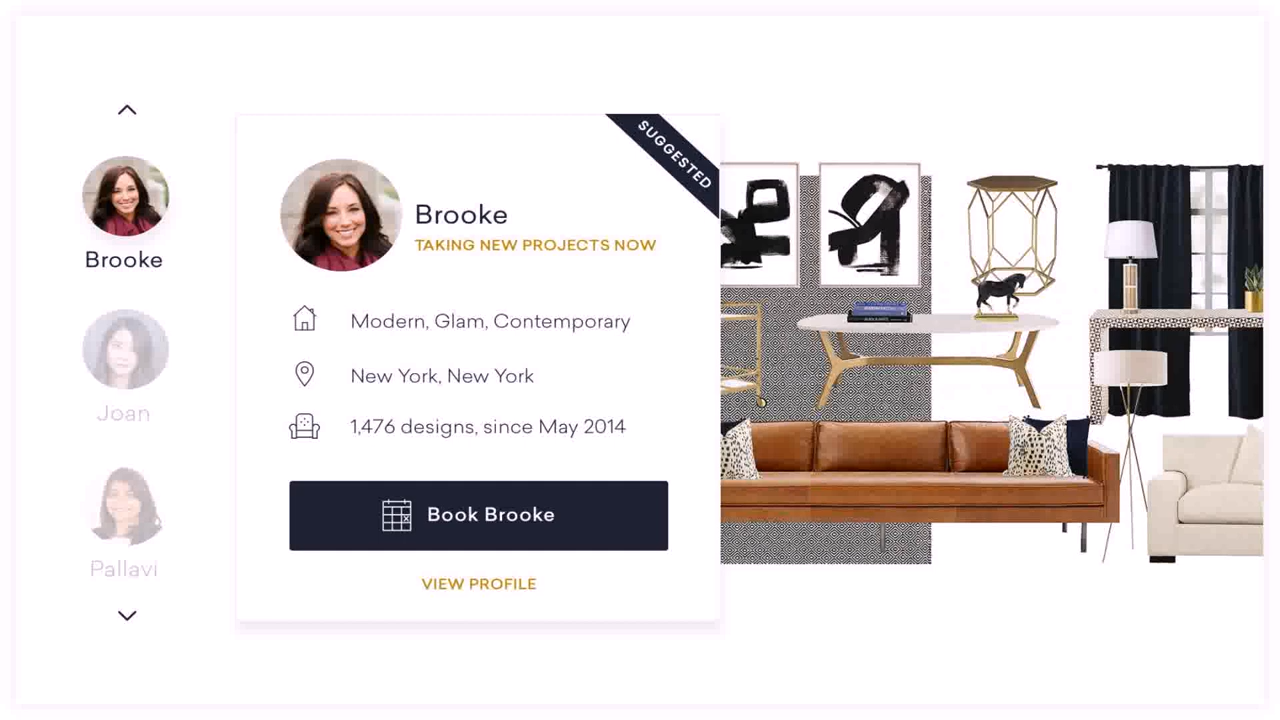 Brooke
Joan
Pallavi
SUGGESTED
Brooke
TAKING NEW PROJECTS NOW
Modern, Glam, Contemporary
New York, New York
1,476 designs, since May 2014
Book Brooke
VIEW PROFILE